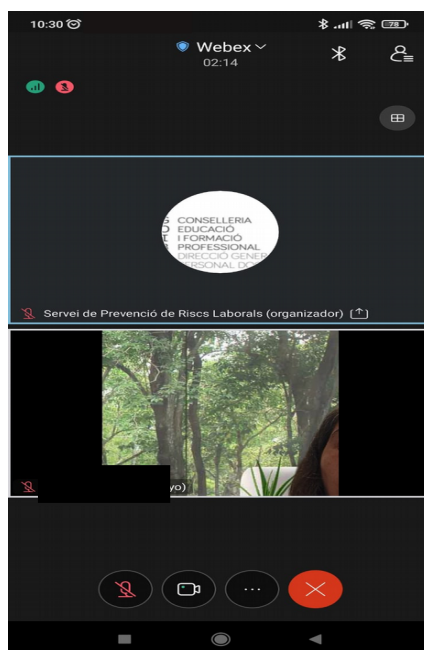 10:30
78
Webex
02:14
CONSELLERIA
EDUCACIÓ
I FORMACIÓ
PROFESSIONAL
DIRECCIÓ GENER
PERSONAL DO
Servei de Prevenció de Riscs Laborals (organizador)
yo)